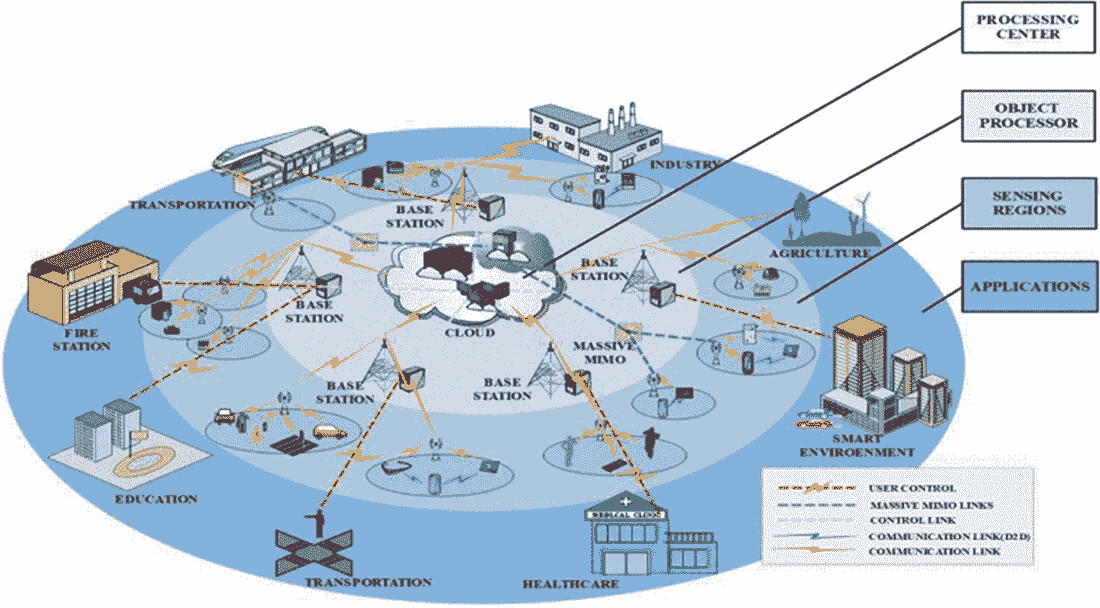 PROCESSING
CENTER
OBJECT
PROCESSOR
SENSING
REGIONS
APPLICATIONS
INDUSTRY
TRANSPORTATION
BASE
STATION
AGRICULTURE
BASE
STATION
BASE
STATION
FIRE
STATION
CLOUD
MASSIVE
MIMO
BASE
STATION
BASE
STATION
SMART
ENVIROENMENT
EDUCATION
MEDICAL CLINIC
TRANSPORTATION
HEALTHCARE
USER CONTROL
MASSIVE MIMO LINKS
CONTROL LINK
COMMUNICATION LINK(D2D)
COMMUNICATION LINK